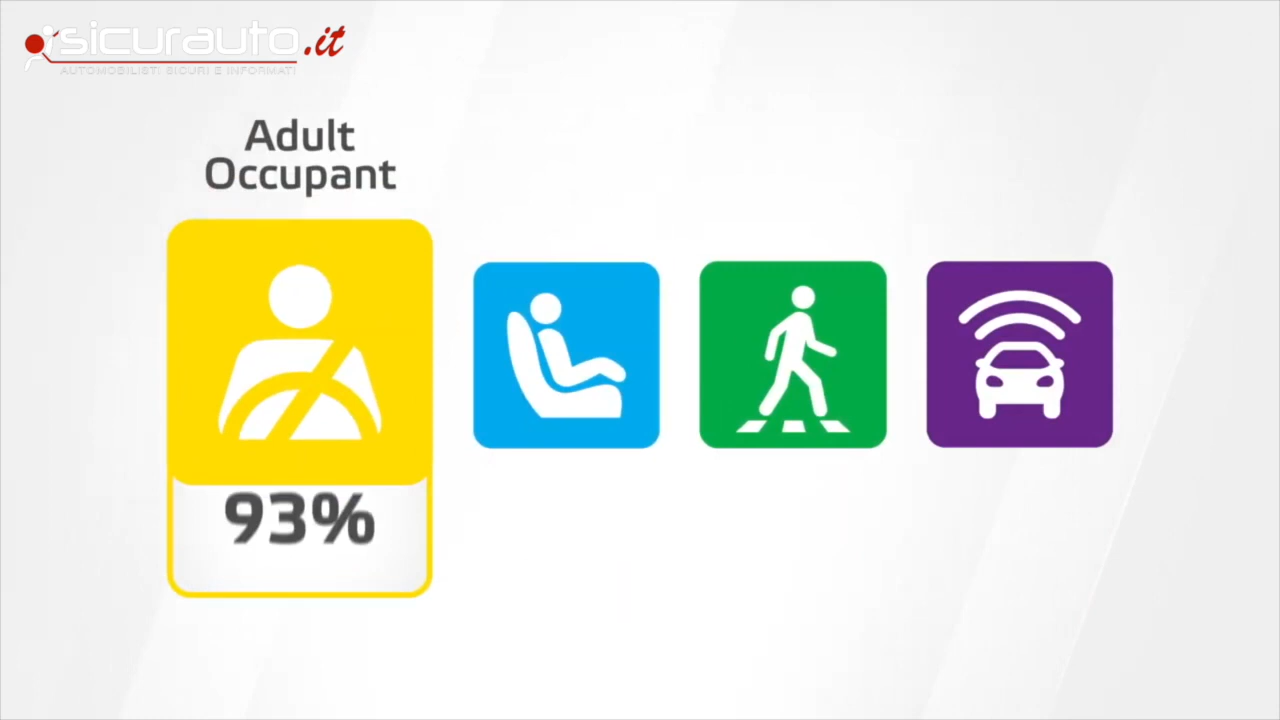 sicurauto.it
AUTOMOBILISTI SICURI E INFORMATI
Adult
Occupant
93%